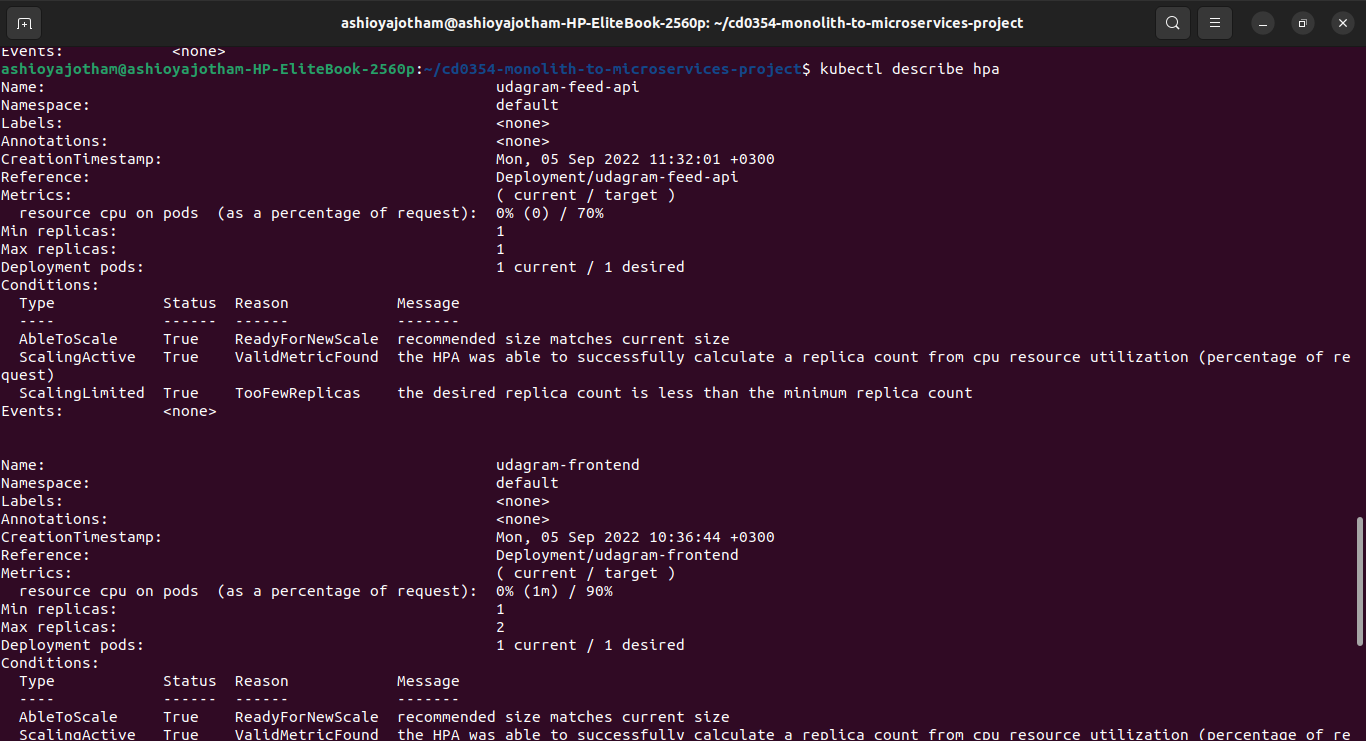 ashioyajotham@ashioyajotham-HP-EliteBook-2560p: ~/cd0354-monolith-to-microservices-project
Events:            <none>
ashioyajotham@ashioyajotham-HP-EliteBook-2560p:~/cd0354-monolith-to-microservices-project$ kubectl describe hpa
Name:                                                  udagram-feed-api
Namespace:                                             default
Labels:                                                <none>
Annotations:                                           <none>
CreationTimestamp:                                     Mon, 05 Sep 2022 11:32:01 +0300
Reference:                                             Deployment/udagram-feed-api
Metrics:                                               ( current / target )
  resource cpu on pods  (as a percentage of request):  0% (0) / 70%
Min replicas:                                          1
Max replicas:                                          1
Deployment pods:                                       1 current / 1 desired
Conditions:
  Type            Status  Reason            Message
  ----            ------  ------            -------
  AbleToScale     True    ReadyForNewScale  recommended size matches current size
  ScalingActive   True    ValidMetricFound  the HPA was able to successfully calculate a replica count from cpu resource utilization (percentage of re
quest)
  ScalingLimited  True    TooFewReplicas    the desired replica count is less than the minimum replica count
Events:           <none>
Name:                                                  udagram-frontend
Namespace:                                             default
Labels:                                                <none>
Annotations:                                           <none>
CreationTimestamp:                                     Mon, 05 Sep 2022 10:36:44 +0300
Reference:                                             Deployment/udagram-frontend
Metrics:                                               ( current / target )
  resource cpu on pods  (as a percentage of request):  0% (1m) / 90%
Min replicas:                                          1
Max replicas:                                          2
Deployment pods:                                       1 current / 1 desired
Conditions:
  Type            Status  Reason            Message
  ----            ------  ------            -------
  AbleToScale     True    ReadyForNewScale  recommended size matches current size
  ScalingActive   True    ValidMetricFound  the HPA was able to successfully calculate a replica count from cpu resource utilization (percentage of re